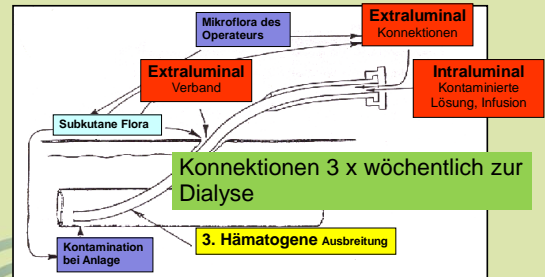 Mikroflora des
Operateurs
Extraluminal
Konnektionen
Extraluminal
Verband
Intraluminal
Kontaminierte
Lösung, Infusion
Subkutane Flora
Konnektionen 3 x wöchentlich zur
Dialyse
3. Hämatogene Ausbreitung
Kontamination
bei Anlage